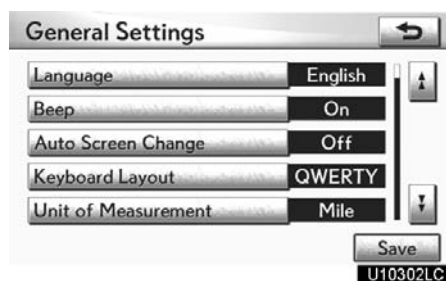 General Settings
Language English
Beep On
Auto Screen Change Off
Keyboard Layout QWERTY
Unit of Measurement Mile
Save
U10302LC